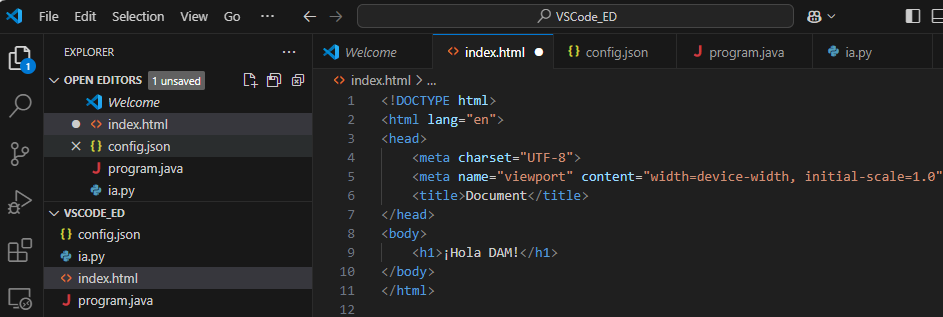 File Edit Selection View Go ··· VSCode_ED
EXPLORER ···
Welcome index.html config.json program.java ia.py
OPEN EDITORS 1 unsaved
index.html > ...
Welcome
index.html
config.json
program.java
ia.py
VSCODE_ED
config.json
ia.py
index.html
program.java
1
1 <!DOCTYPE html>
2 <html lang="en">
3 <head>
4 <meta charset="UTF-8">
5 <meta name="viewport" content="width=device-width, initial-scale=1.0"
6 <title>Document</title>
7 </head>
8 <body>
9 <h1>¡Hola DAM!</h1>
10 </body>
11 </html>
12